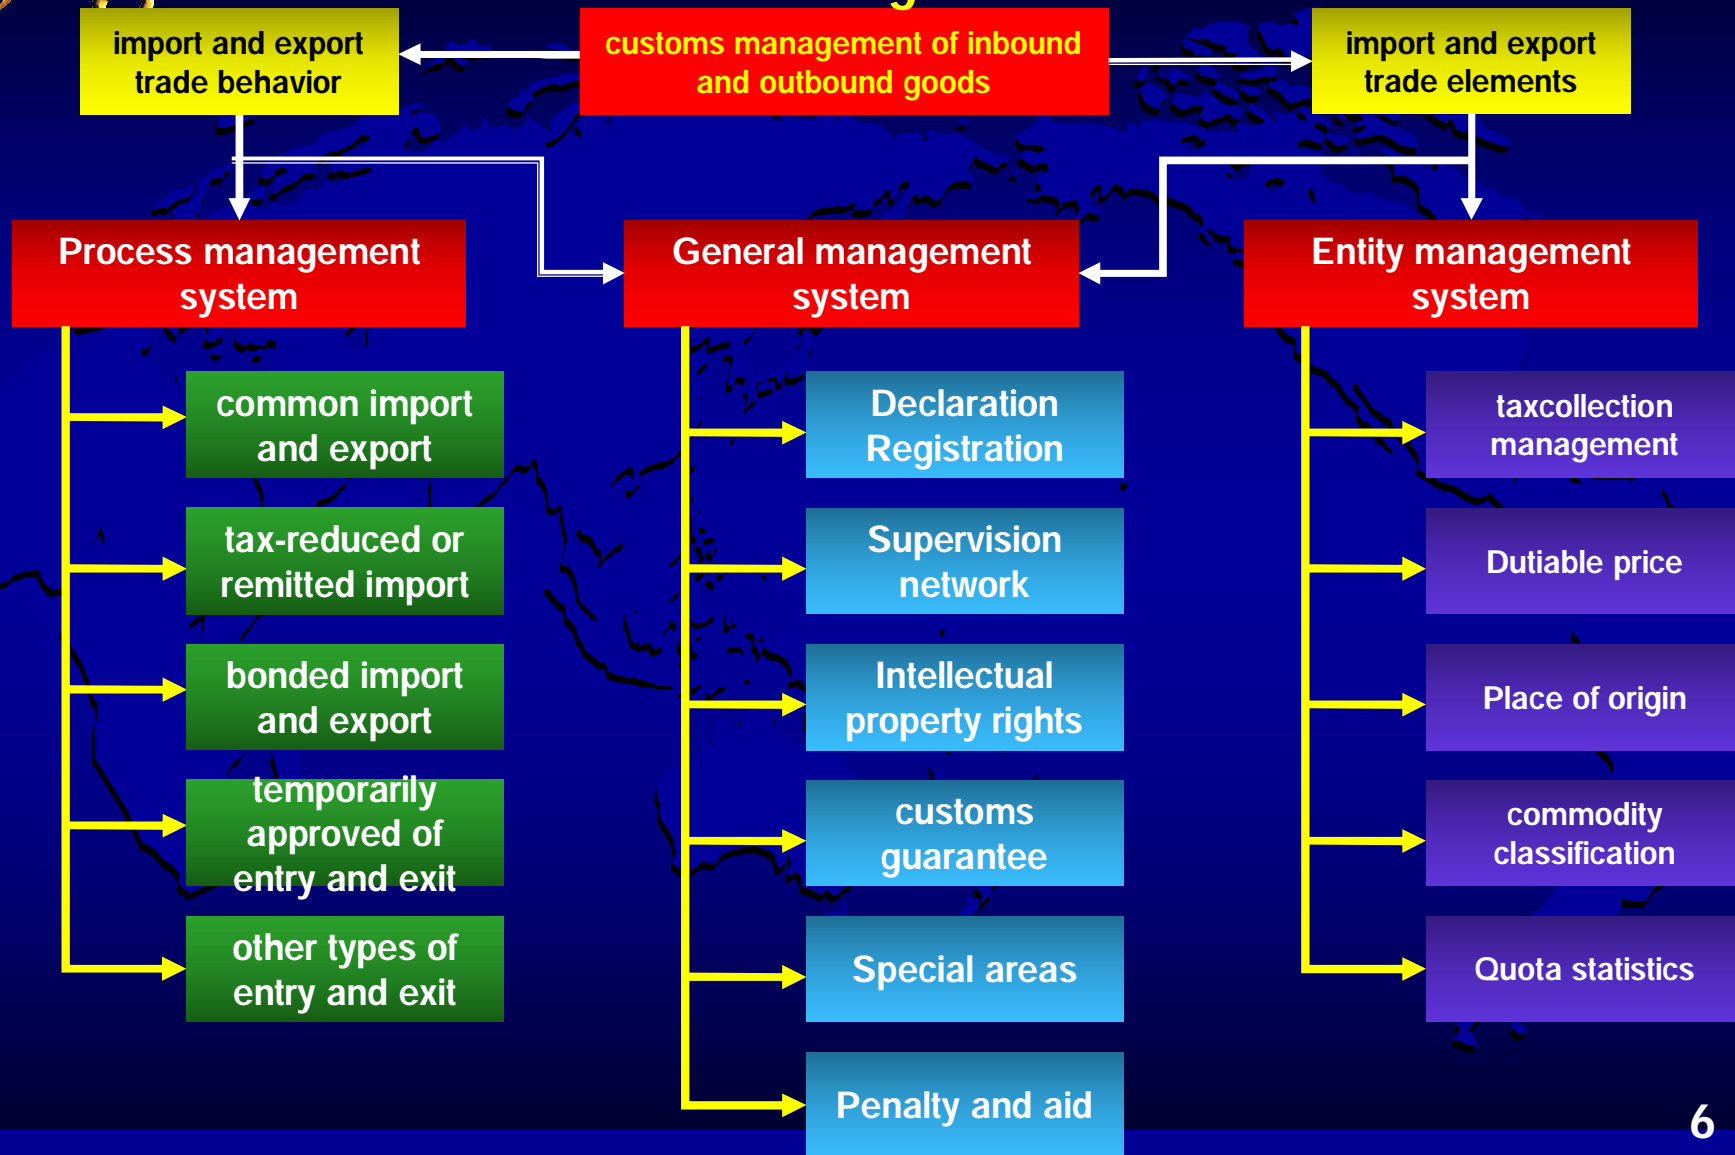 import and export
trade behavior
customs management of inbound
and outbound goods
import and export
trade elements
Process management
system
General management
system
Entity management
system
common import
and export
tax-reduced or
remitted import
bonded import
and export
temporarily
approved of
entry and exit
other types of
entry and exit
Declaration
Registration
Supervision
network
Intellectual
property rights
customs
guarantee
Special areas
Penalty and aid
taxcollection
management
Dutiable price
Place of origin
commodity
classification
Quota statistics
6